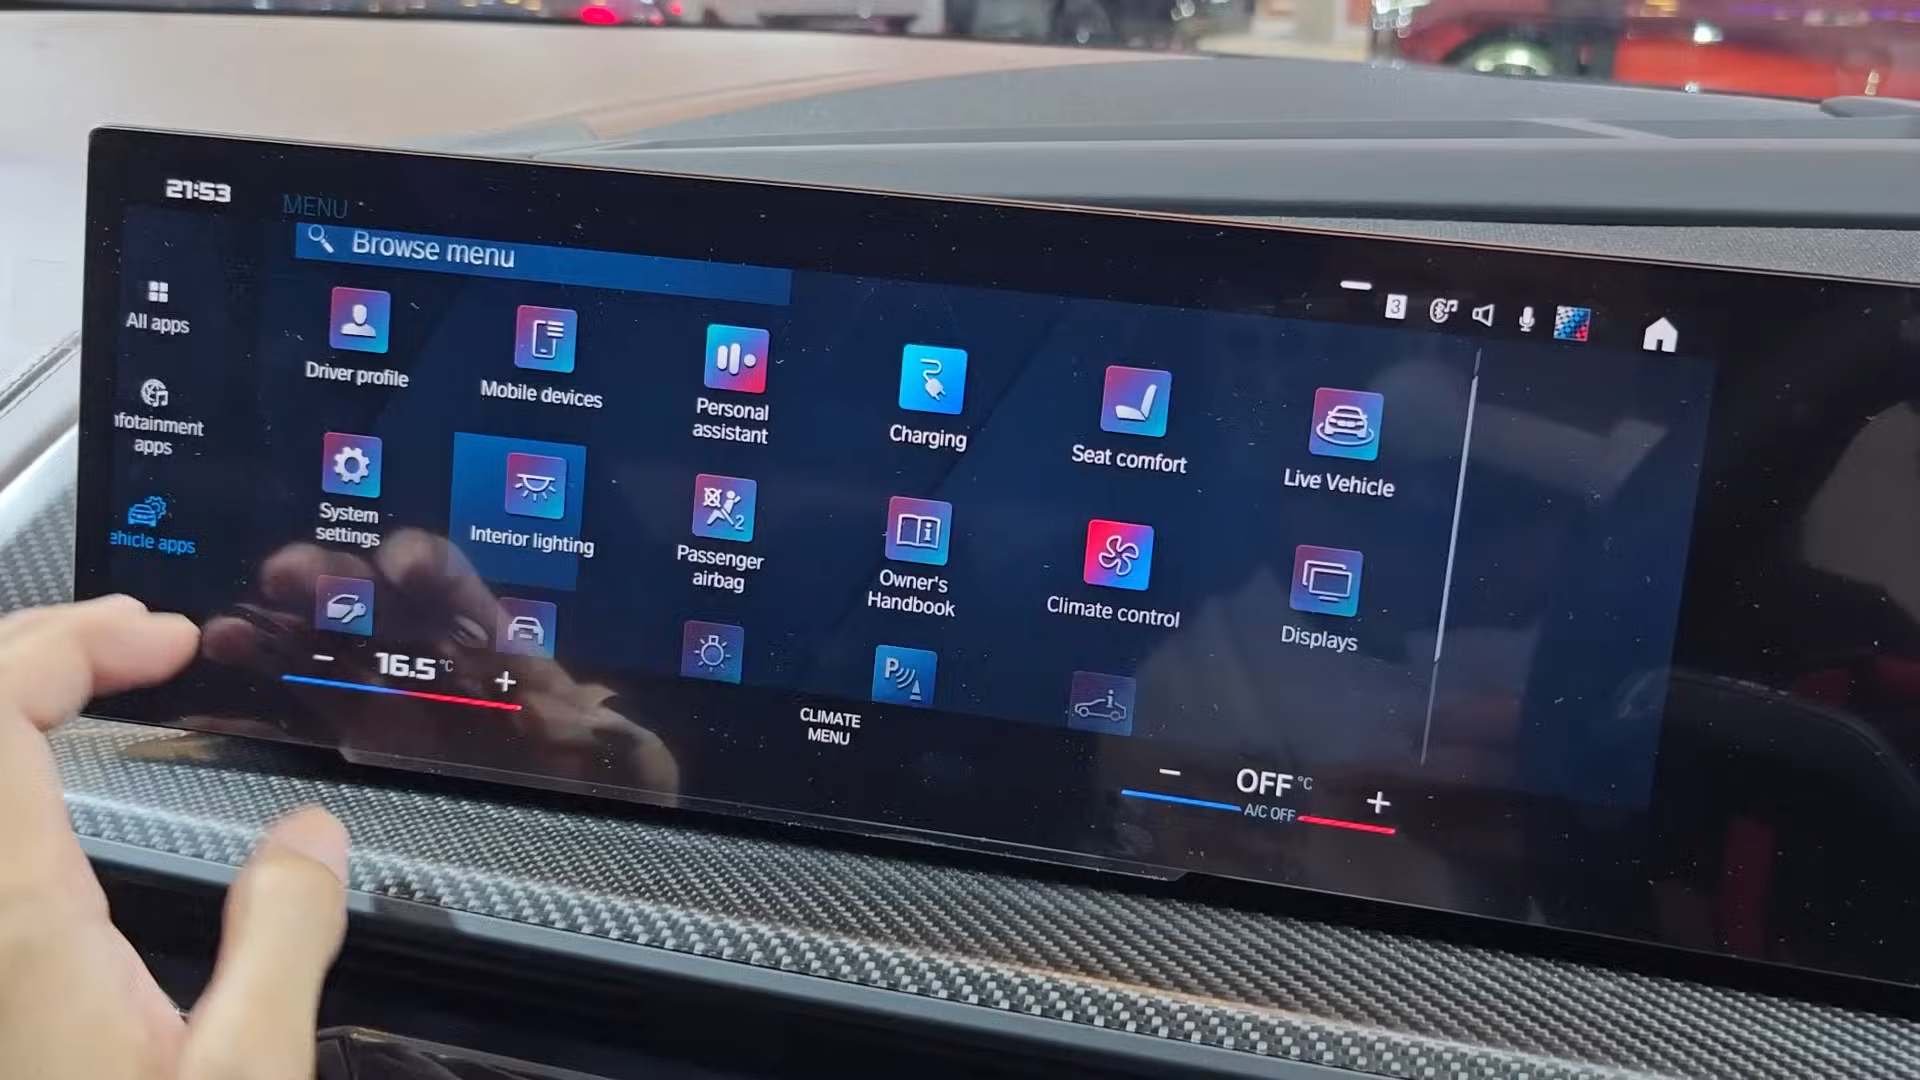 21:53
MENU
Browse menu
3
All apps
nfotainment
apps
ehicle apps
Driver profile
Mobile devices
Personal
assistant
Charging
Seat comfort
Live Vehicle
System
settings
Interior lighting
2
Passenger
airbag
Owner's
Handbook
Climate control
Displays
P
− 16.5 °C +
CLIMATE
MENU
− OFF °C +
A/C OFF